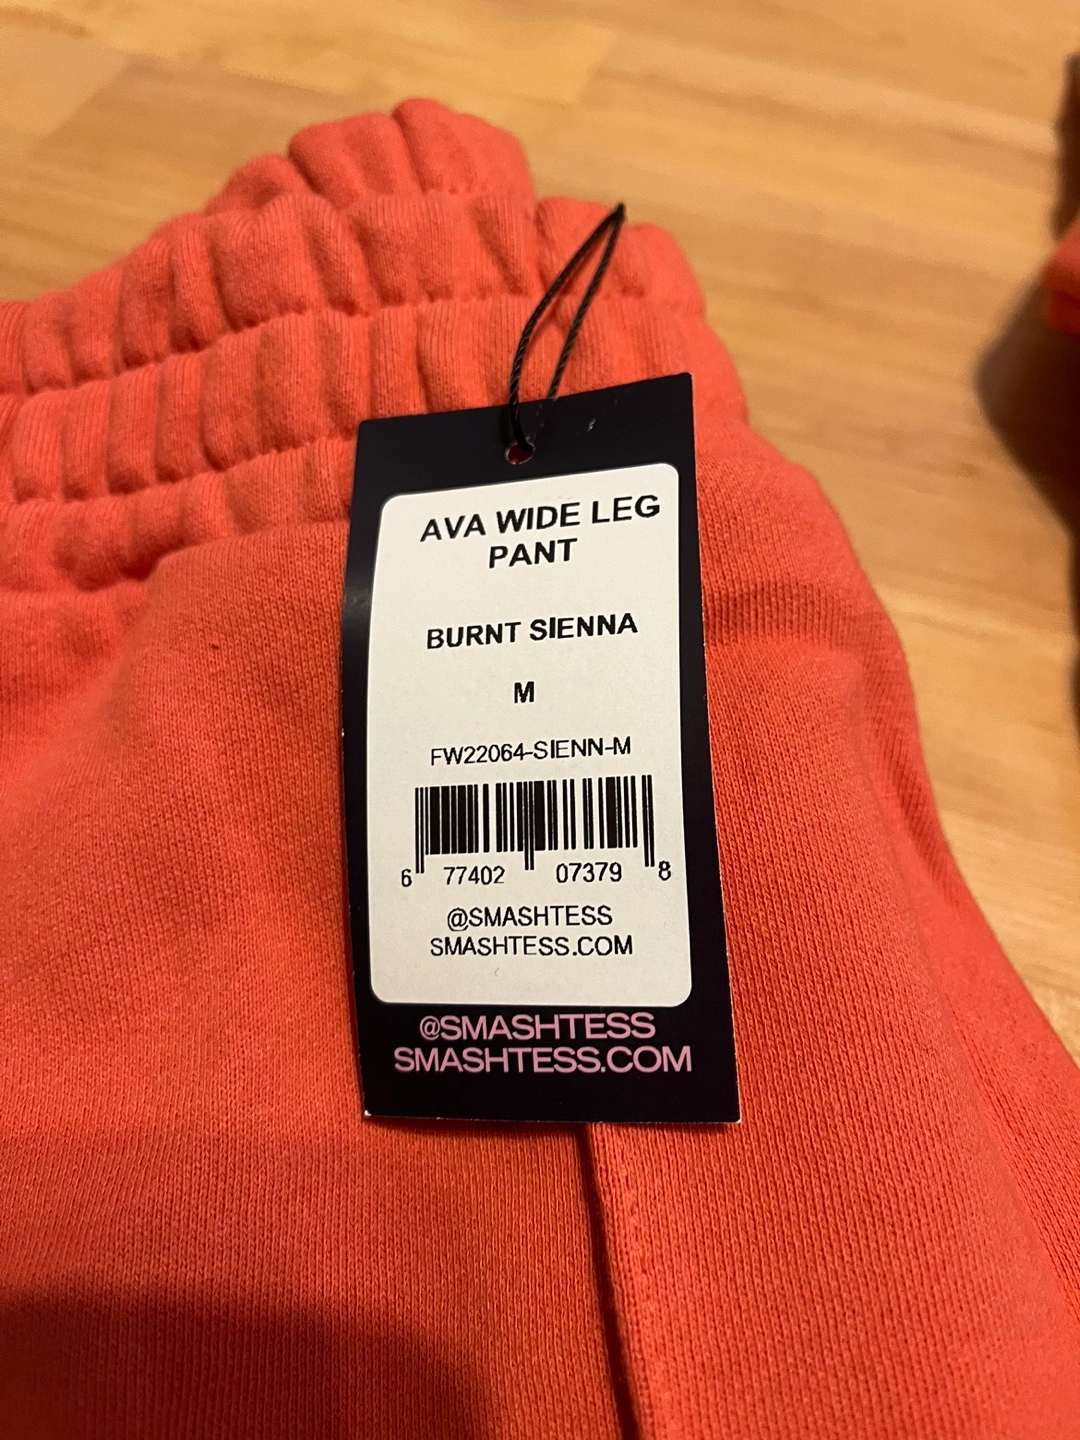 AVA WIDE LEG
PANT
BURNT SIENNA
M
FW22064-SIENN-M
6 77402 07379 8
@SMASHTESS
SMASHTESS.COM
@SMASHTESS
SMASHTESS.COM